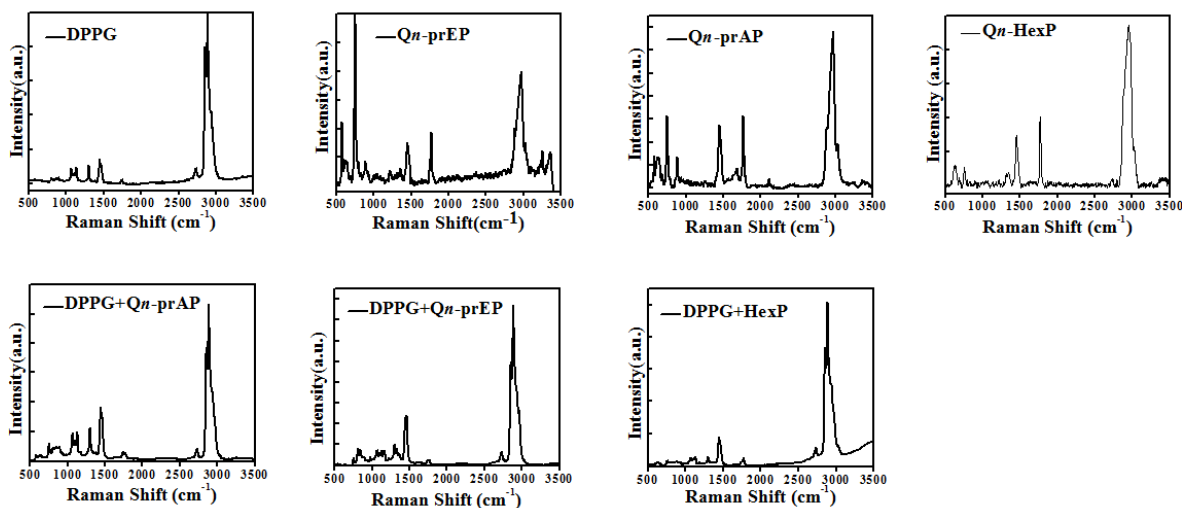 DPPG
Intensity(a.u.)
500 1000 1500 2000 2500 3000 3500
Raman Shift (cm-1)
Qn-prEP
Intensity(a.u.)
500 1000 1500 2000 2500 3000 3500
Raman Shift(cm-1)
Qn-prAP
Intensity(a.u.)
500 1000 1500 2000 2500 3000 3500
Raman Shift (cm-1)
Qn-HexP
Intensity (a.u.)
500 1000 1500 2000 2500 3000 3500
Raman Shift (cm-1)
DPPG+Qn-prAP
Intensity(a.u.)
500 1000 1500 2000 2500 3000 3500
Raman Shift (cm-1)
DPPG+Qn-prEP
Intensity(a.u.)
500 1000 1500 2000 2500 3000 3500
Raman Shift (cm-1)
DPPG+HexP
Intensity(a.u.)
500 1000 1500 2000 2500 3000 3500
Raman Shift (cm-1)